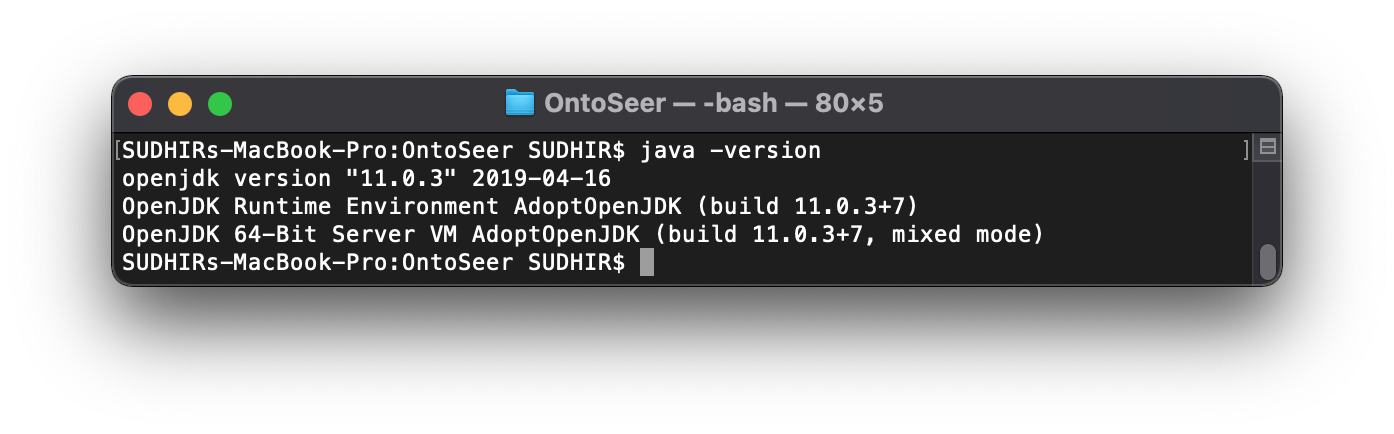 OntoSeer — -bash — 80×5
[SUDHIRs-MacBook-Pro:OntoSeer SUDHIR$ java -version ]
openjdk version "11.0.3" 2019-04-16
OpenJDK Runtime Environment AdoptOpenJDK (build 11.0.3+7)
OpenJDK 64-Bit Server VM AdoptOpenJDK (build 11.0.3+7, mixed mode)
SUDHIRs-MacBook-Pro:OntoSeer SUDHIR$